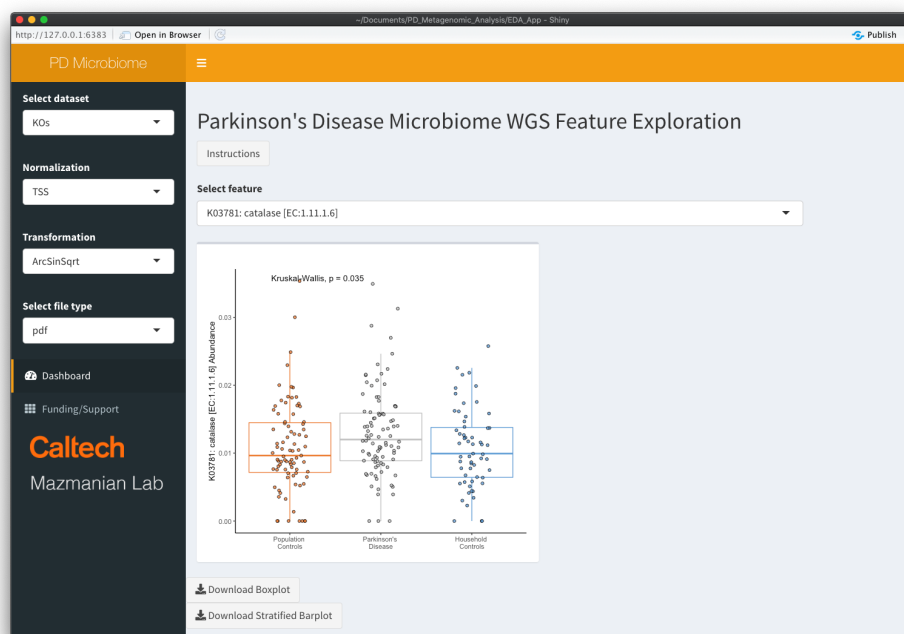 ~/Documents/PD_Metagenomic_Analysis/EDA_App - Shiny
http://127.0.0.1:6383 Open in Browser Publish
PD Microbiome
Select dataset
KOs
Normalization
TSS
Transformation
ArcSinSqrt
Select file type
pdf
Dashboard
Funding/Support
Caltech
Mazmanian Lab
Parkinson's Disease Microbiome WGS Feature Exploration
Instructions
Select feature
K03781: catalase [EC:1.11.1.6]
Kruskal-Wallis, p = 0.035
K03781: catalase [EC:1.11.1.6] Abundance
0.03
0.02
0.01
0.00
Population Controls
Parkinson's Disease
Household Controls
Download Boxplot
Download Stratified Barplot